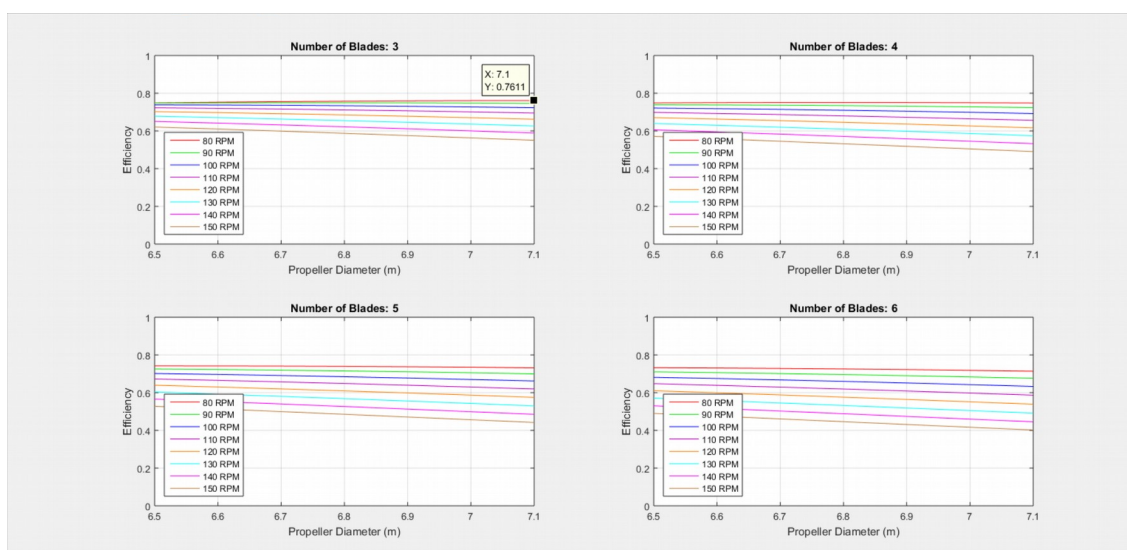 Number of Blades: 3
X: 7.1
Y: 0.7611
1
0.8
0.6
0.4
0.2
0
Efficiency
80 RPM
90 RPM
100 RPM
110 RPM
120 RPM
130 RPM
140 RPM
150 RPM
6.5 6.6 6.7 6.8 6.9 7 7.1
Propeller Diameter (m)
Number of Blades: 4
1
0.8
0.6
0.4
0.2
0
Efficiency
80 RPM
90 RPM
100 RPM
110 RPM
120 RPM
130 RPM
140 RPM
150 RPM
6.5 6.6 6.7 6.8 6.9 7 7.1
Propeller Diameter (m)
Number of Blades: 5
1
0.8
0.6
0.4
0.2
0
Efficiency
80 RPM
90 RPM
100 RPM
110 RPM
120 RPM
130 RPM
140 RPM
150 RPM
6.5 6.6 6.7 6.8 6.9 7 7.1
Propeller Diameter (m)
Number of Blades: 6
1
0.8
0.6
0.4
0.2
0
Efficiency
80 RPM
90 RPM
100 RPM
110 RPM
120 RPM
130 RPM
140 RPM
150 RPM
6.5 6.6 6.7 6.8 6.9 7 7.1
Propeller Diameter (m)